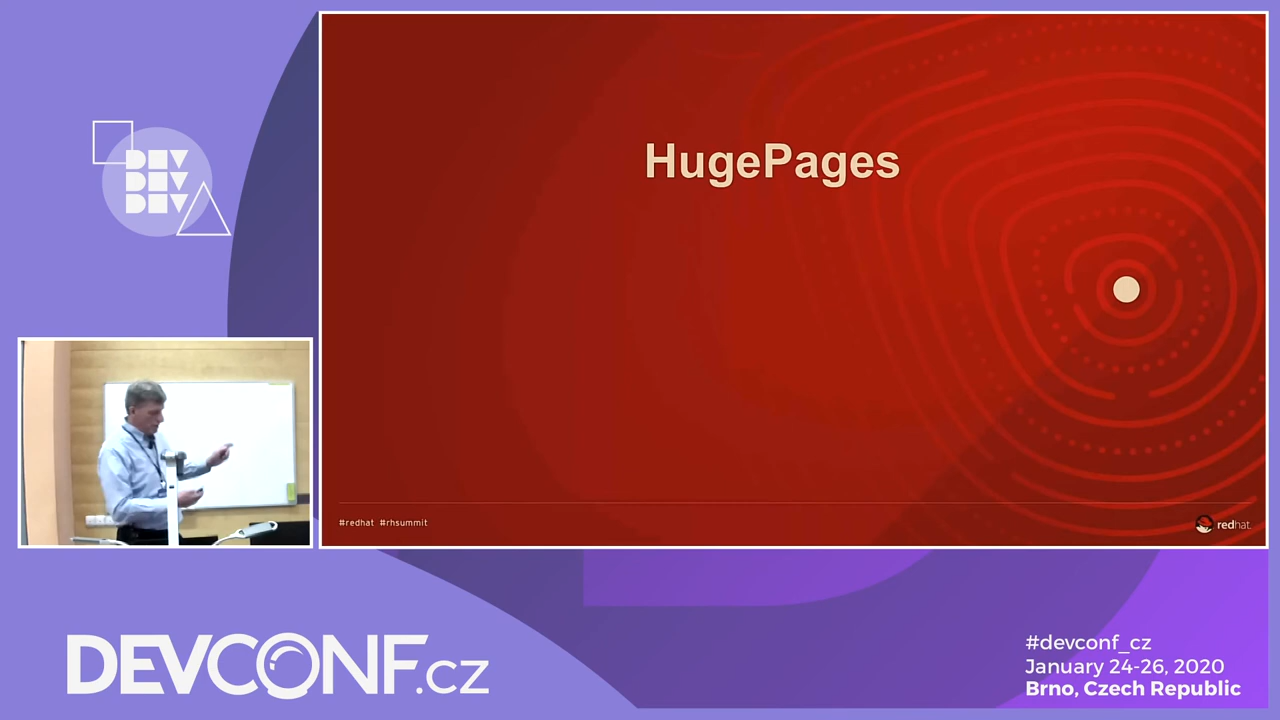 DEV
DEV
DEV
HugePages
#redhat #rhsummit
redhat.
DEVCONF.cz
#devconf_cz
January 24-26, 2020
Brno, Czech Republic